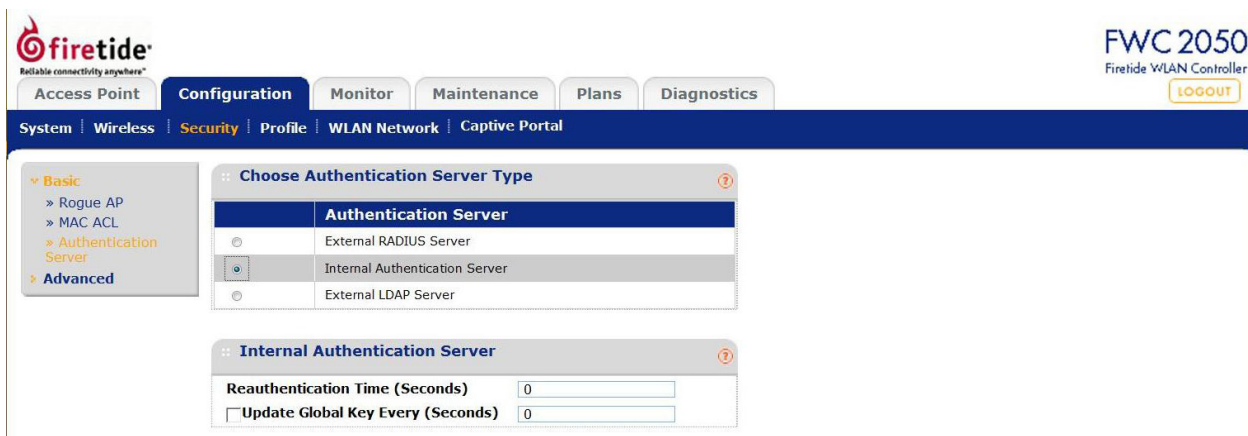 firetide
Reliable connectivity anywhere™
FWC 2050
Firetide WLAN Controller
LOGOUT
Access Point Configuration Monitor Maintenance Plans Diagnostics
System Wireless Security Profile WLAN Network Captive Portal
Basic
» Rogue AP
» MAC ACL
» Authentication
Server
Advanced
Choose Authentication Server Type ?
Authentication Server
External RADIUS Server
Internal Authentication Server
External LDAP Server
Internal Authentication Server ?
Reauthentication Time (Seconds) 0
Update Global Key Every (Seconds) 0